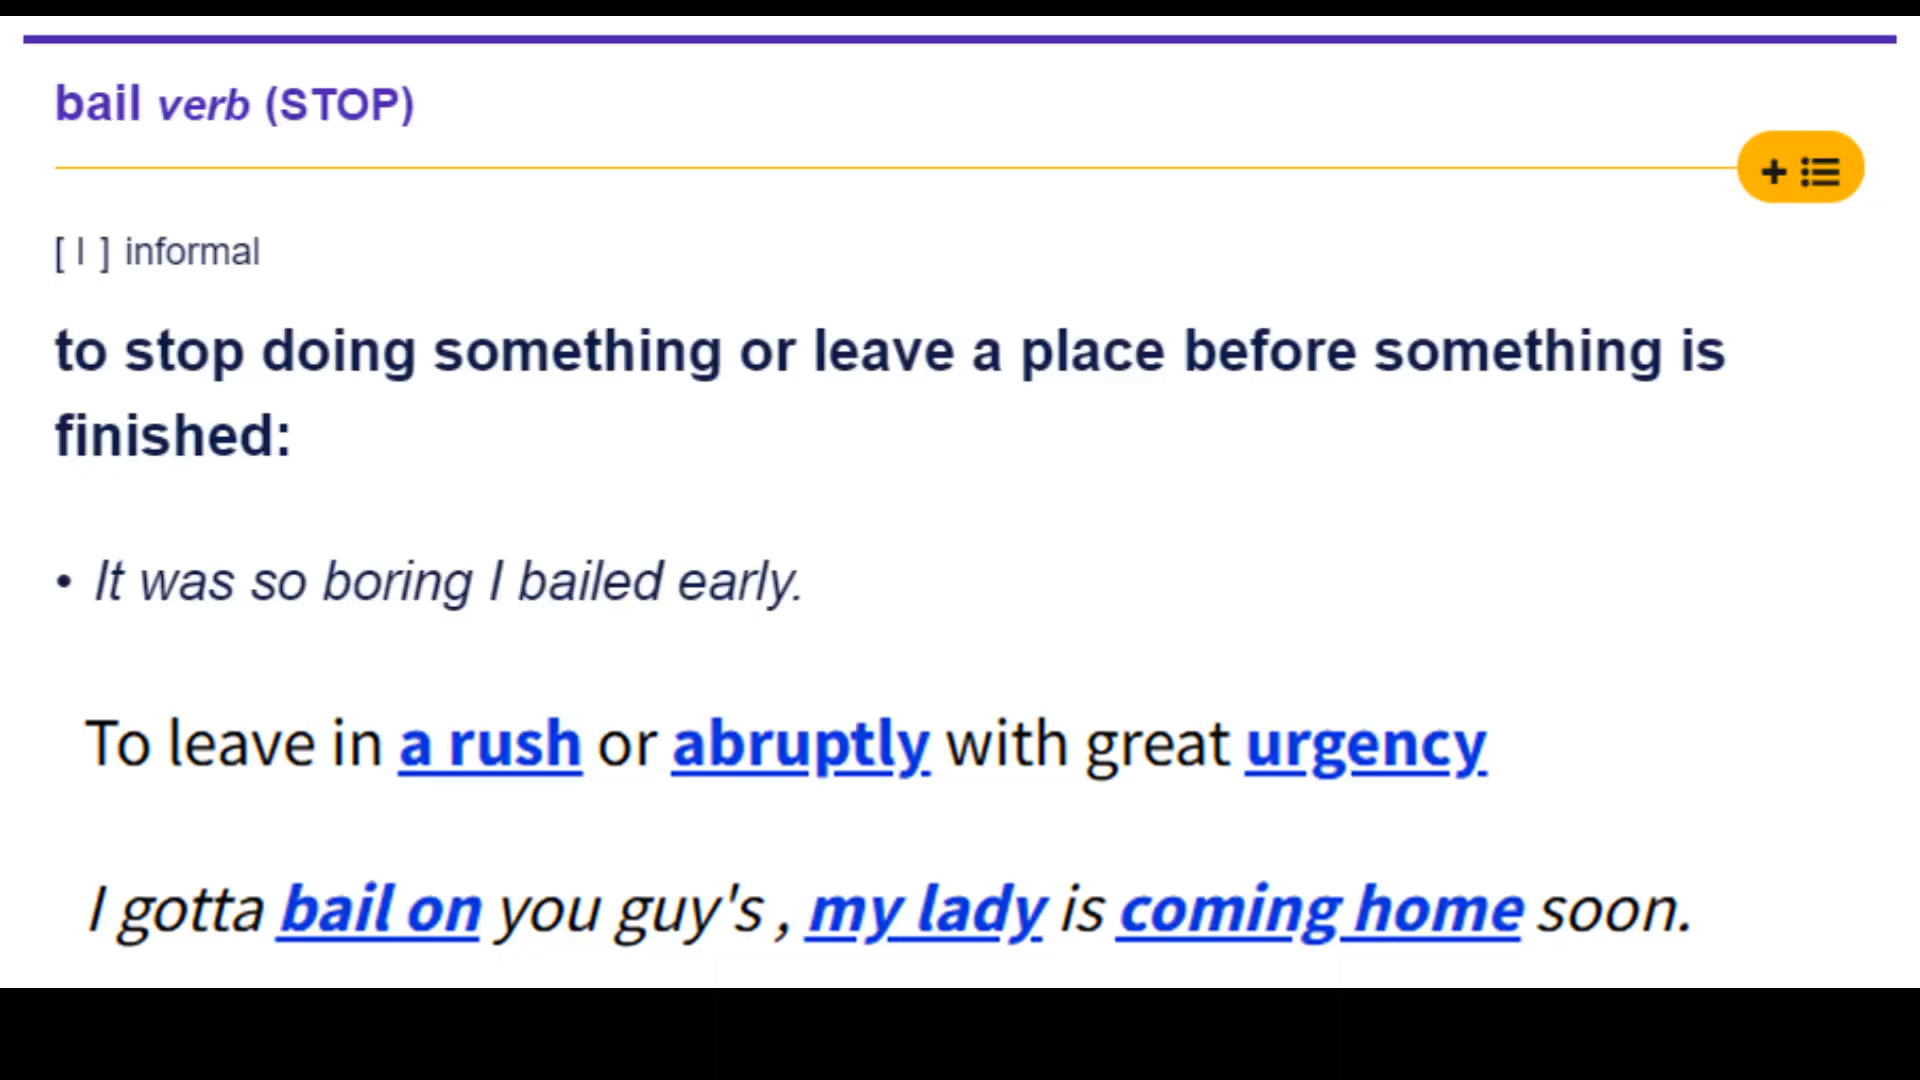 bail verb (STOP)
[ I ] informal
to stop doing something or leave a place before something is
finished:
• It was so boring I bailed early.
To leave in a rush or abruptly with great urgency
I gotta bail on you guy's , my lady is coming home soon.